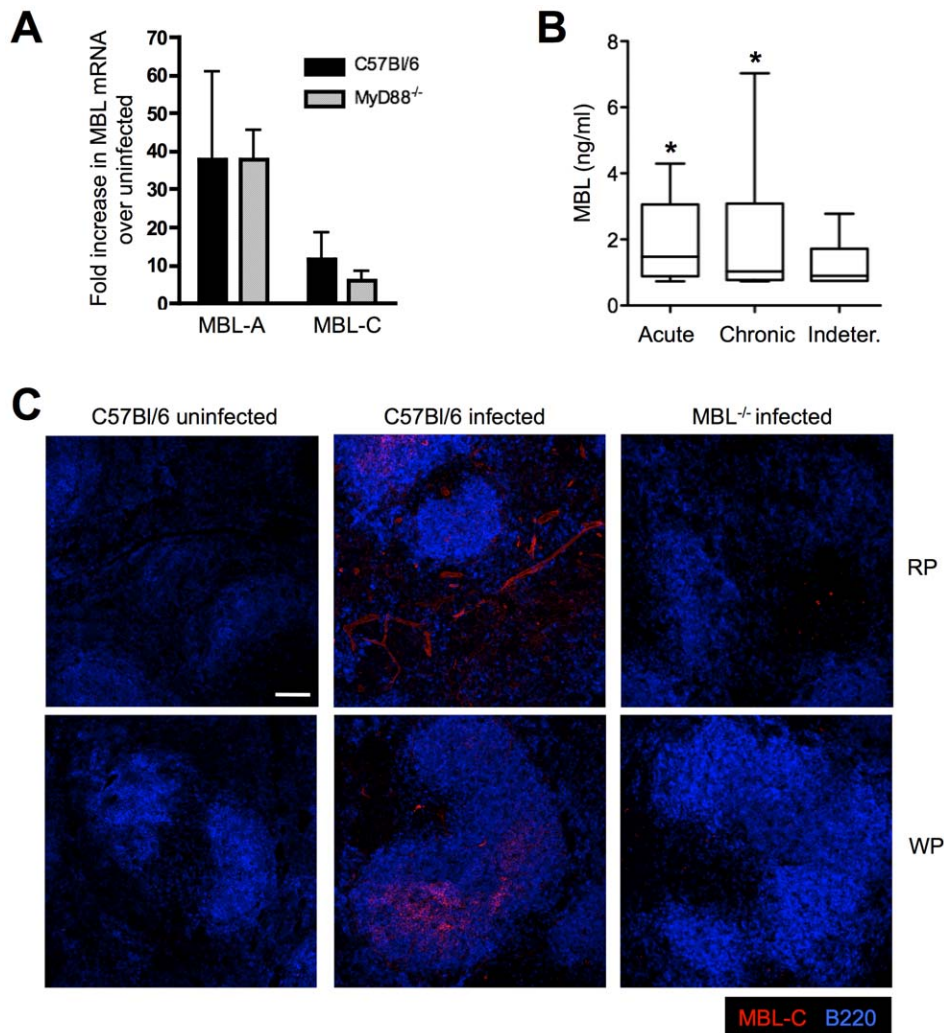 A
Fold increase in MBL mRNA
over uninfected
70
60
50
40
30
20
10
0
C57Bl/6
MyD88-/-
MBL-A
MBL-C
B
MBL (ng/ml)
8
6
4
2
0
*
*
Acute
Chronic
Indeter.
C
C57Bl/6 uninfected
C57Bl/6 infected
MBL-/- infected
RP
WP
MBL-C B220